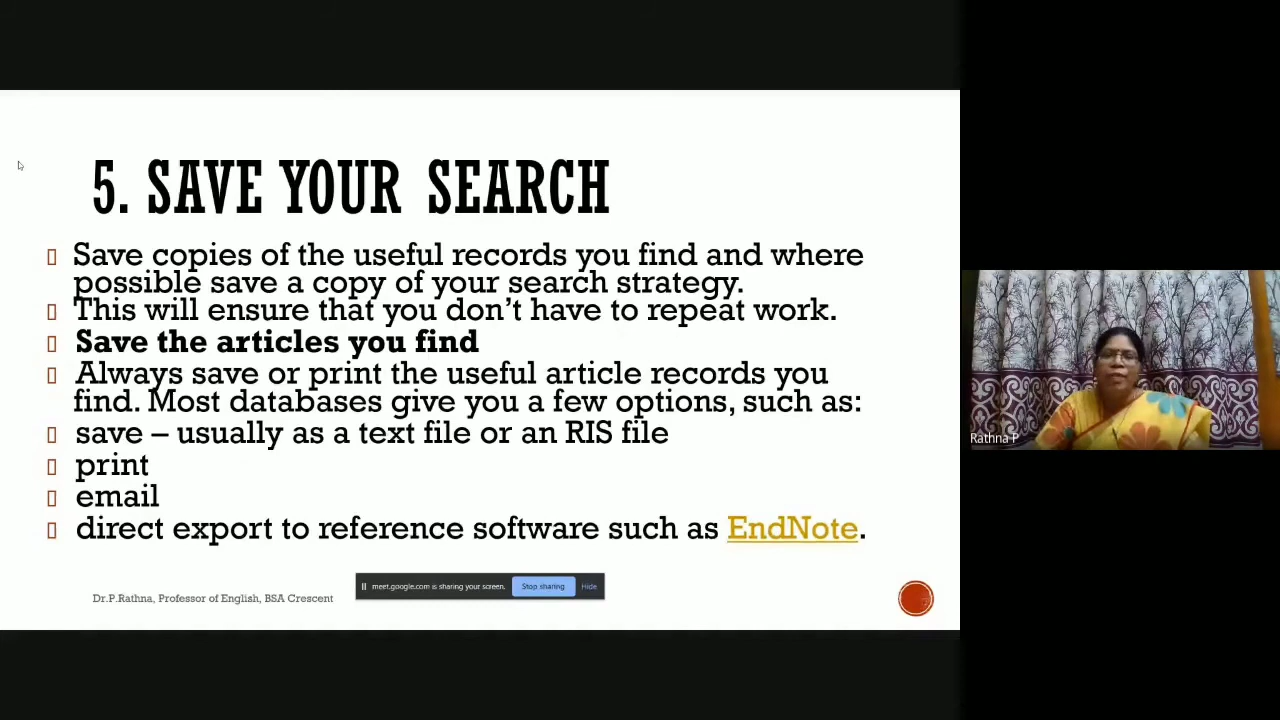 5. SAVE YOUR SEARCH
Save copies of the useful records you find and where
possible save a copy of your search strategy.
This will ensure that you don’t have to repeat work.
Save the articles you find
Always save or print the useful article records you
find. Most databases give you a few options, such as:
save – usually as a text file or an RIS file
print
email
direct export to reference software such as EndNote.
meet.google.com is sharing your screen. Stop sharing Hide
Dr.P.Rathna, Professor of English, BSA Crescent
Rathna P